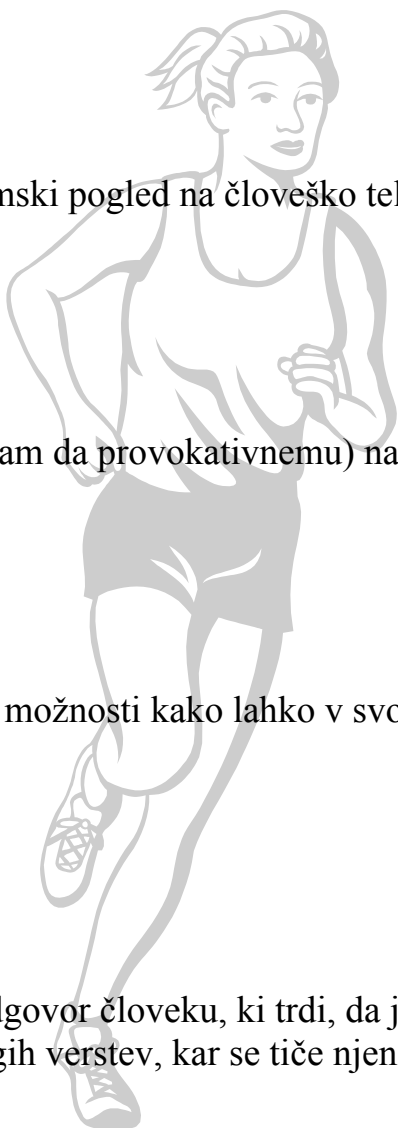 nski pogled na človeško tel
am da provokativnemu) na
možnosti kako lahko v svo
dgovor človeku, ki trdi, da j
gih verstev, kar se tiče njen